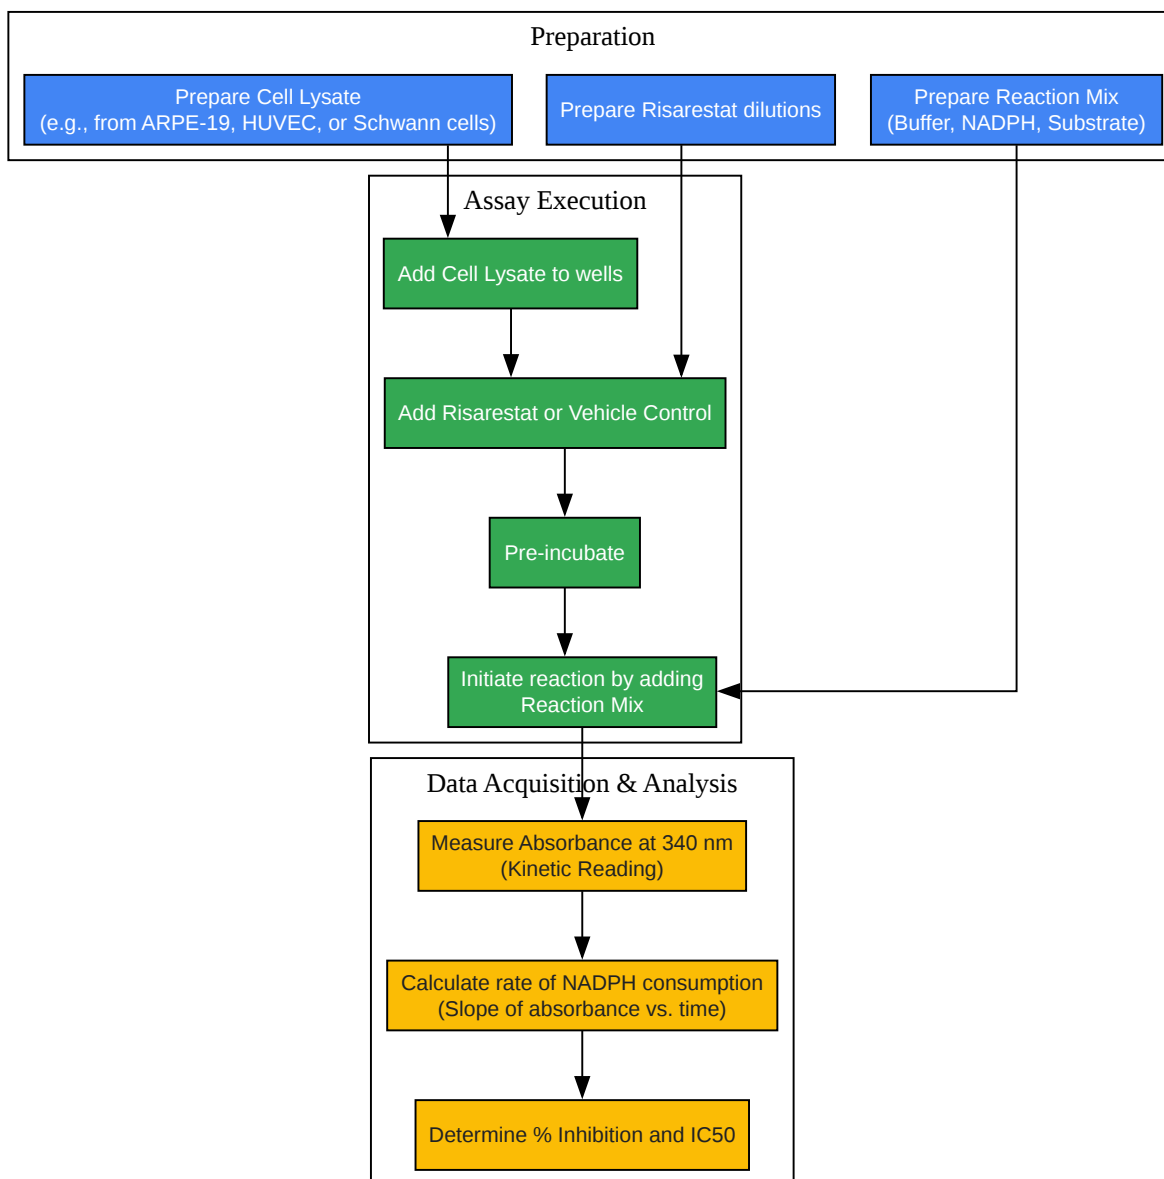 Preparation
Prepare Cell Lysate
(e.g., from ARPE-19, HUVEC, or Schwann cells)
Prepare Risarestat dilutions
Prepare Reaction Mix
(Buffer, NADPH, Substrate)
Assay Execution
Add Cell Lysate to wells
Add Risarestat or Vehicle Control
Pre-incubate
Initiate reaction by adding
Reaction Mix
Data Acquisition & Analysis
Measure Absorbance at 340 nm
(Kinetic Reading)
Calculate rate of NADPH consumption
(Slope of absorbance vs. time)
Determine % Inhibition and IC50